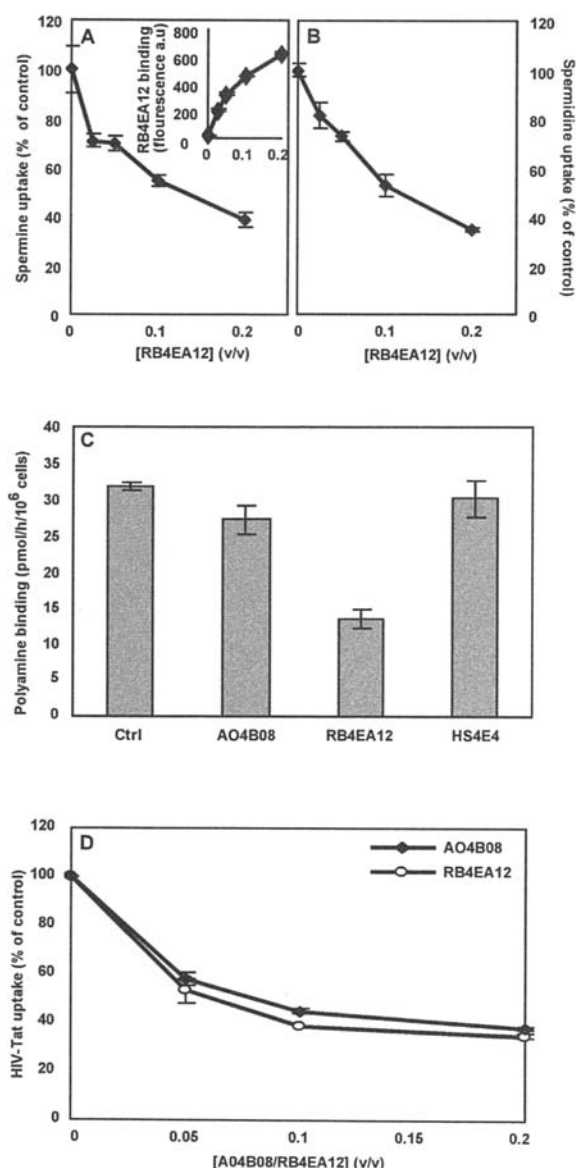 A
B
120
100
80
60
40
20
0
Spermine uptake (% of control)
0
0.1
0.2
[RB4EA12] (v/v)
800
600
400
200
0
RB4EA12 binding
(flourescence a.u)
0
0.1
0.2
120
100
80
60
40
20
0
Spermidine uptake (% of control)
0
0.1
0.2
[RB4EA12] (v/v)
C
40
35
30
25
20
15
10
5
0
Polyamine binding (pmol/h/10⁶ cells)
Ctrl
AO4B08
RB4EA12
HS4E4
D
AO4B08
RB4EA12
120
100
80
60
40
20
0
HIV-Tat uptake (% of control)
0
0.05
0.1
0.15
0.2
[A04B08/RB4EA12] (v/v)